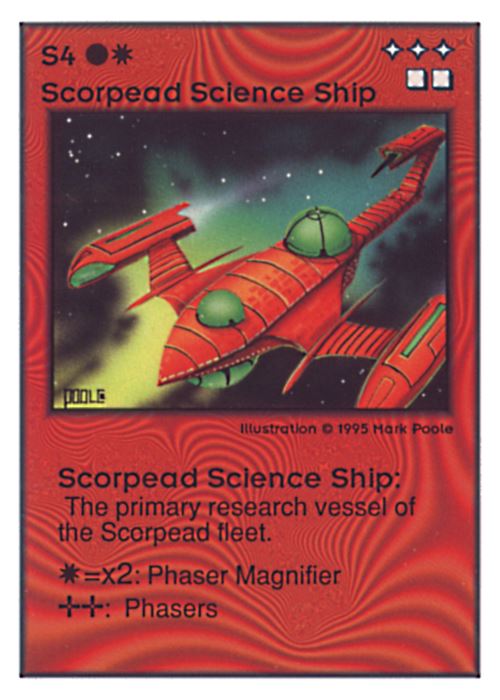 S4
Scorpead Science Ship
POOLE
Illustration © 1995 Mark Poole
Scorpead Science Ship:
The primary research vessel of
the Scorpead fleet.
=x2: Phaser Magnifier
: Phasers